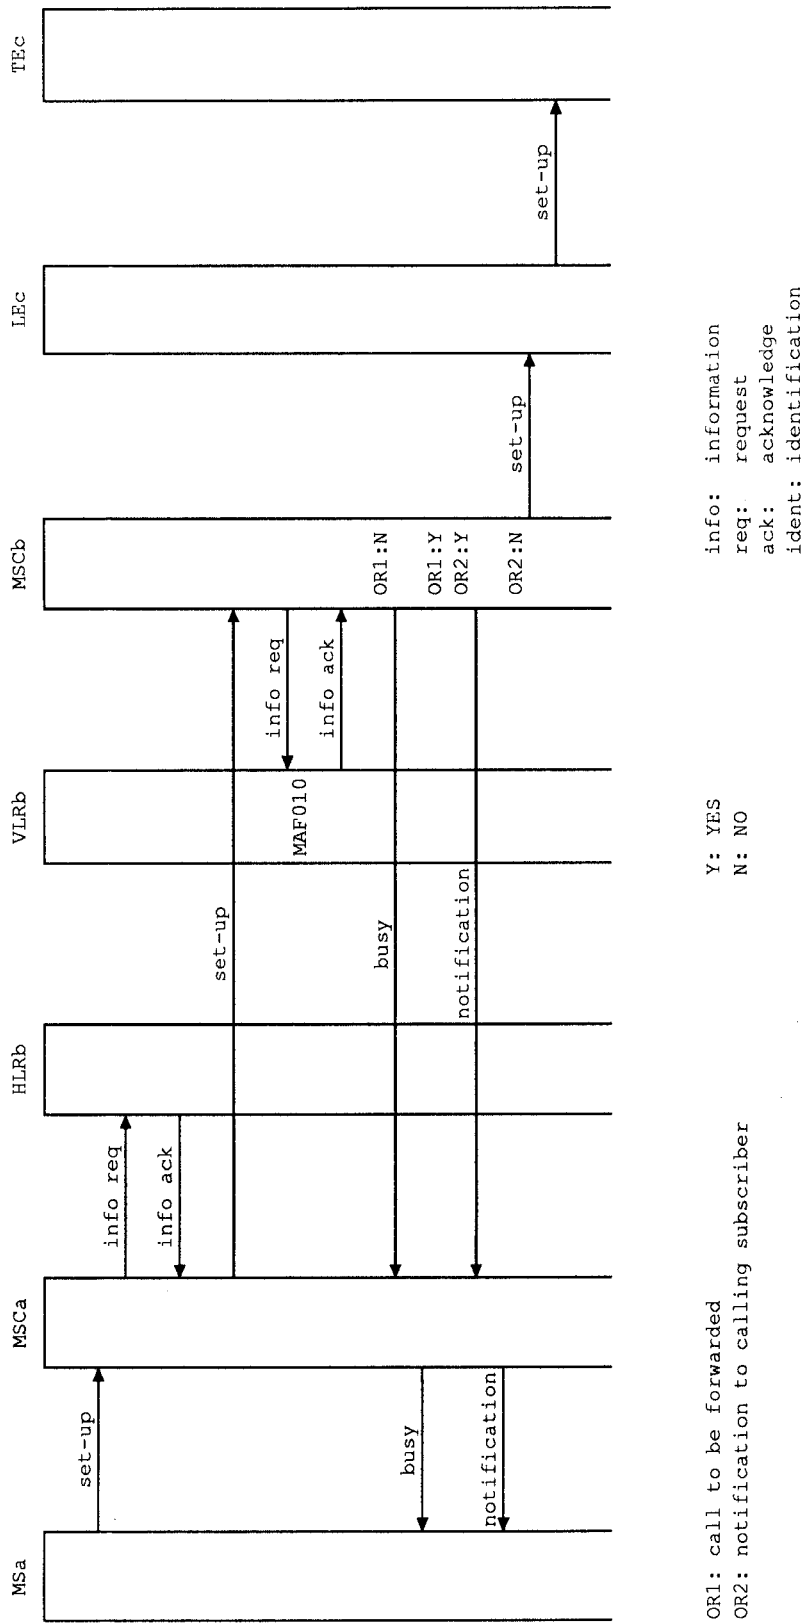 MSa MSCa HLRb VLRb MSCb LEc TEc
set-up
info req
info ack
set-up
info req
MAF010
info ack
OR1:N
busy
busy
OR1:Y
OR2:Y
notification
notification
OR2:N
set-up
set-up
OR1: call to be forwarded
OR2: notification to calling subscriber
Y: YES
N: NO
info: information
req: request
ack: acknowledge
ident: identification